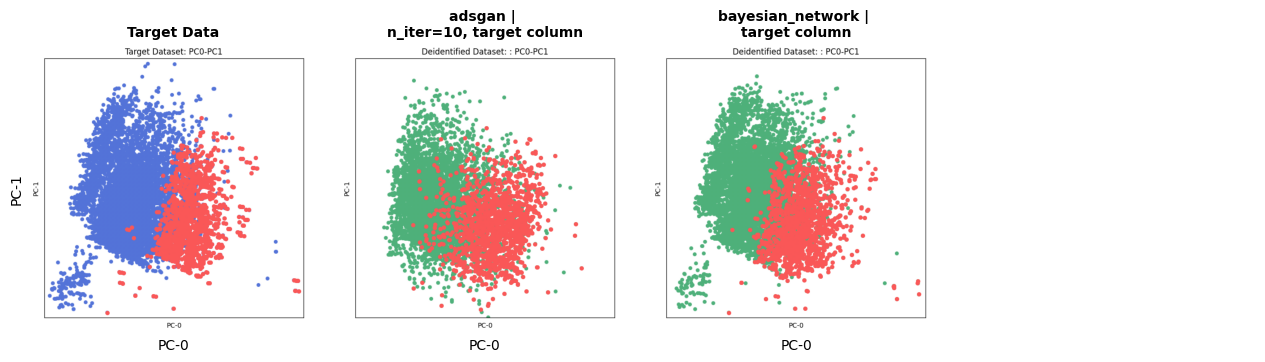 Target Data
Target Dataset: PC0-PC1
PC-1
PC-1
PC-0
PC-0
adsgan |
n_iter=10, target column
Deidentified Dataset: : PC0-PC1
PC-1
PC-0
PC-0
bayesian_network |
target column
Deidentified Dataset: : PC0-PC1
PC-1
PC-0
PC-0